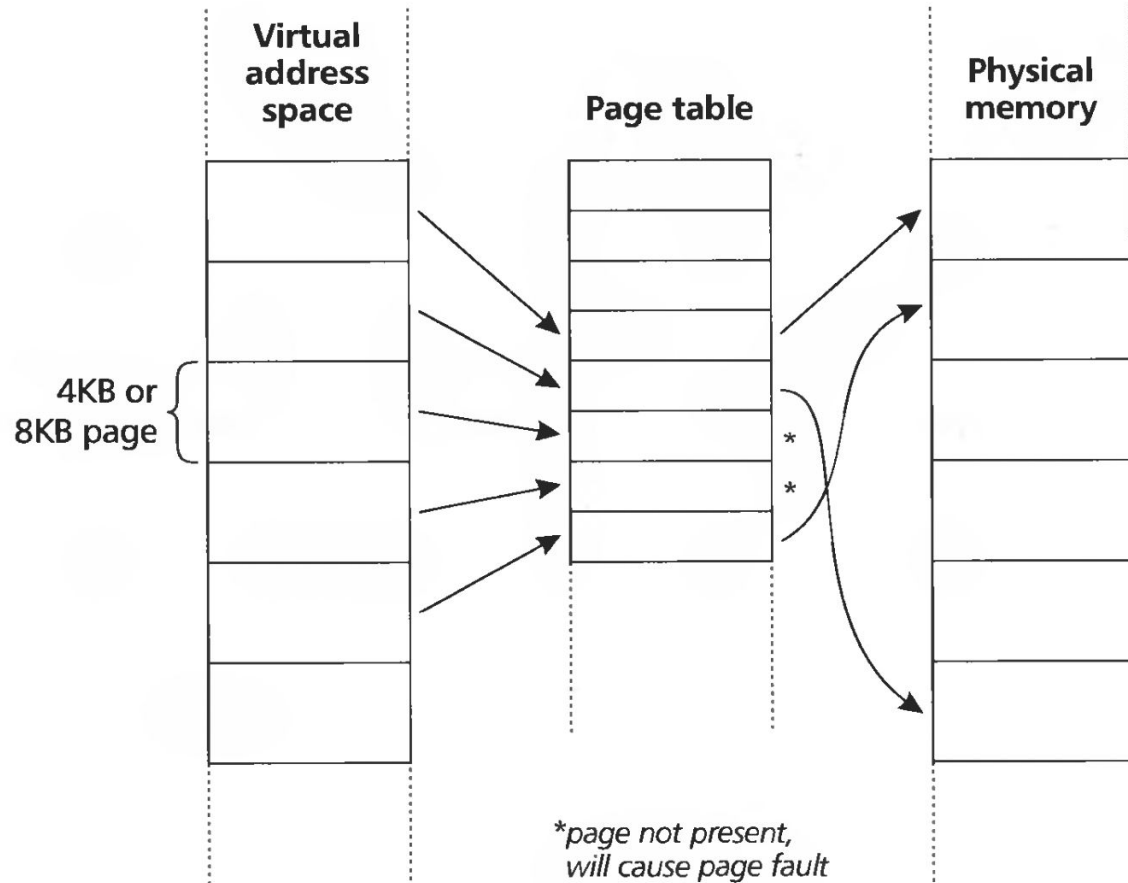 Virtual
address
space
Page table
Physical
memory
4KB or
8KB page
*
*
*page not present,
will cause page fault